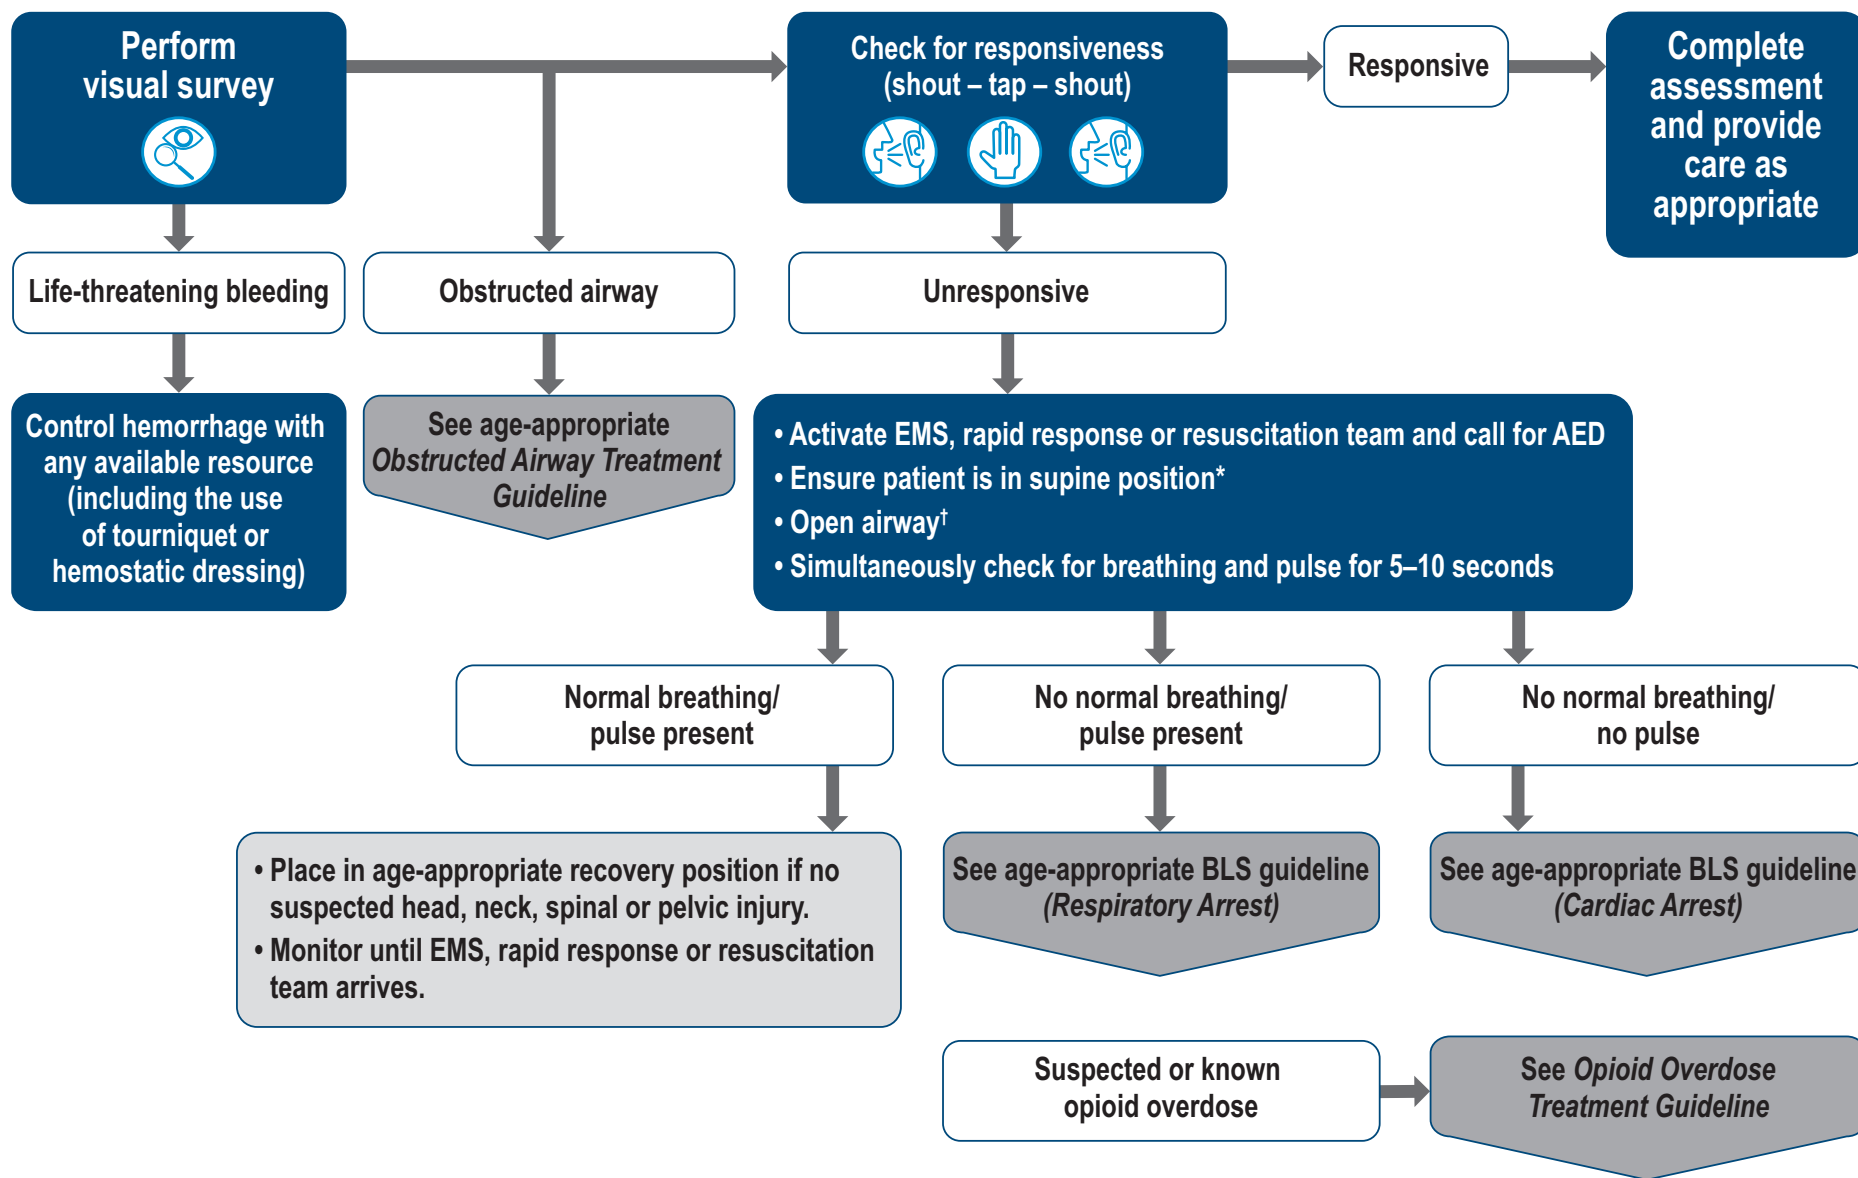 Perform
visual survey
Check for responsiveness
(shout – tap – shout)
Responsive
Complete
assessment
and provide
care as
appropriate
Life-threatening bleeding
Obstructed airway
Unresponsive
Control hemorrhage with
any available resource
(including the use
of tourniquet or
hemostatic dressing)
See age-appropriate
Obstructed Airway Treatment
Guideline
• Activate EMS, rapid response or resuscitation team and call for AED
• Ensure patient is in supine position*
• Open airway†
• Simultaneously check for breathing and pulse for 5–10 seconds
Normal breathing/
pulse present
No normal breathing/
pulse present
No normal breathing/
no pulse
• Place in age-appropriate recovery position if no
suspected head, neck, spinal or pelvic injury.
• Monitor until EMS, rapid response or resuscitation
team arrives.
See age-appropriate BLS guideline
(Respiratory Arrest)
See age-appropriate BLS guideline
(Cardiac Arrest)
Suspected or known
opioid overdose
See Opioid Overdose
Treatment Guideline